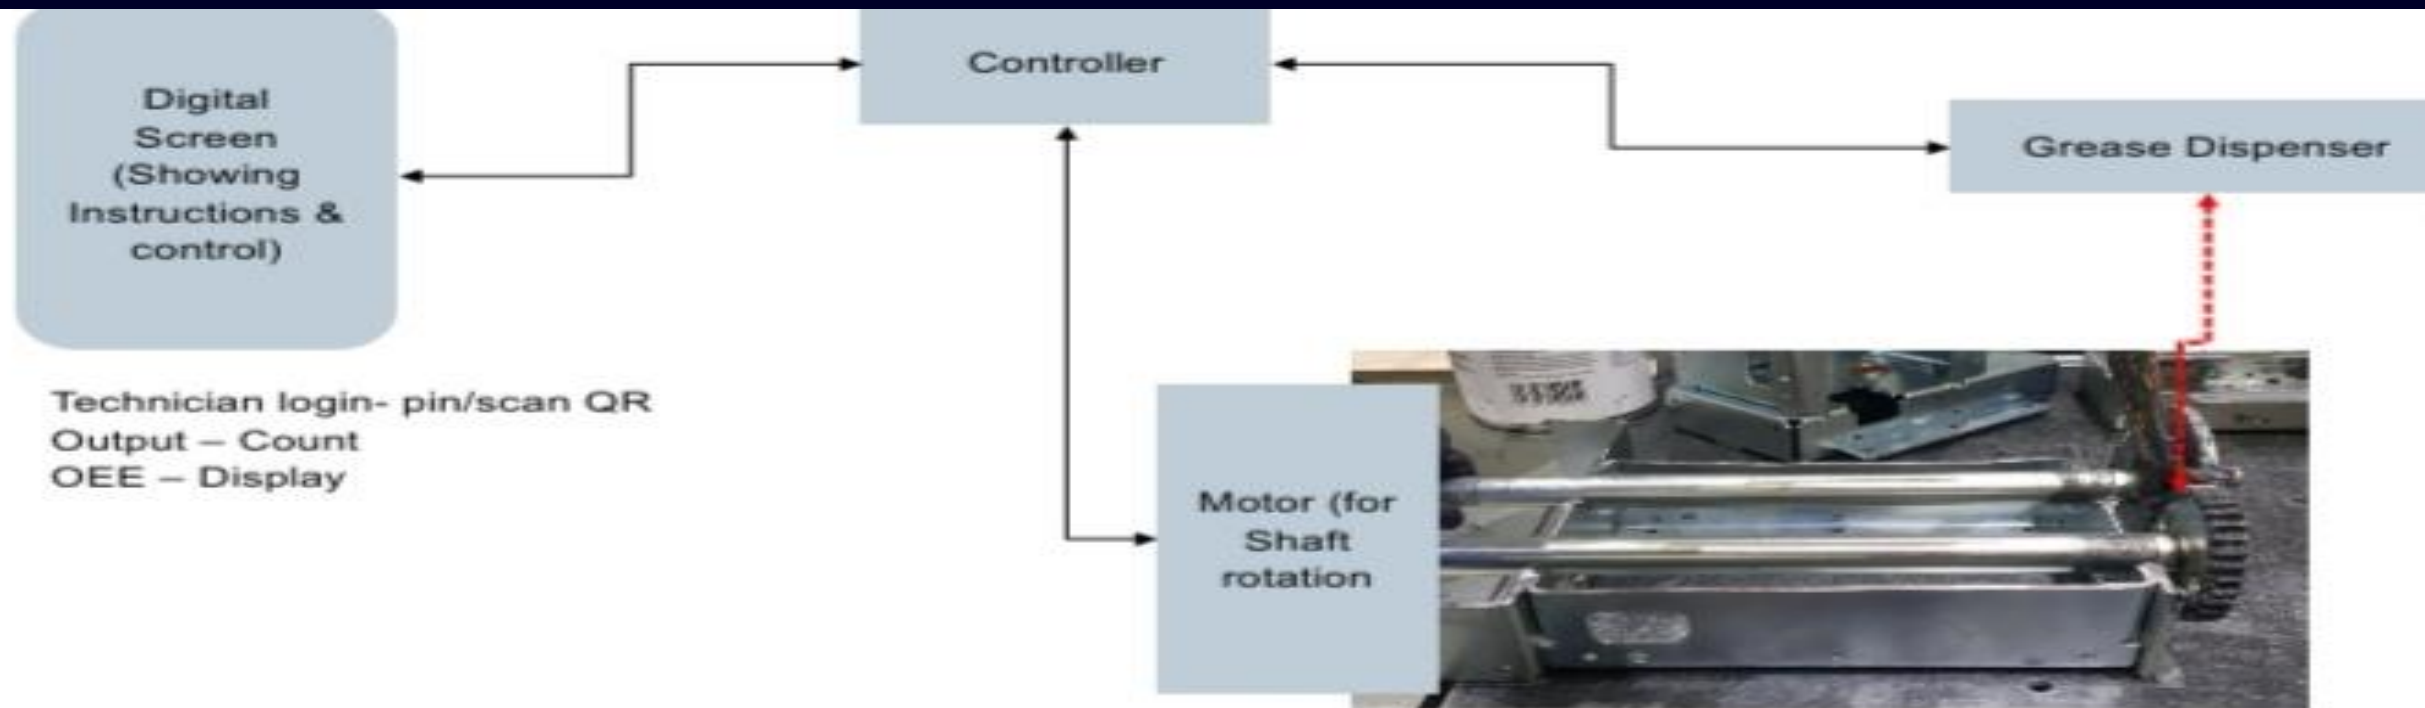 Digital
Screen
(Showing
Instructions &
control)
Controller
Grease Dispenser
Technician login- pin/scan QR
Output – Count
OEE – Display
Motor (for
Shaft
rotation